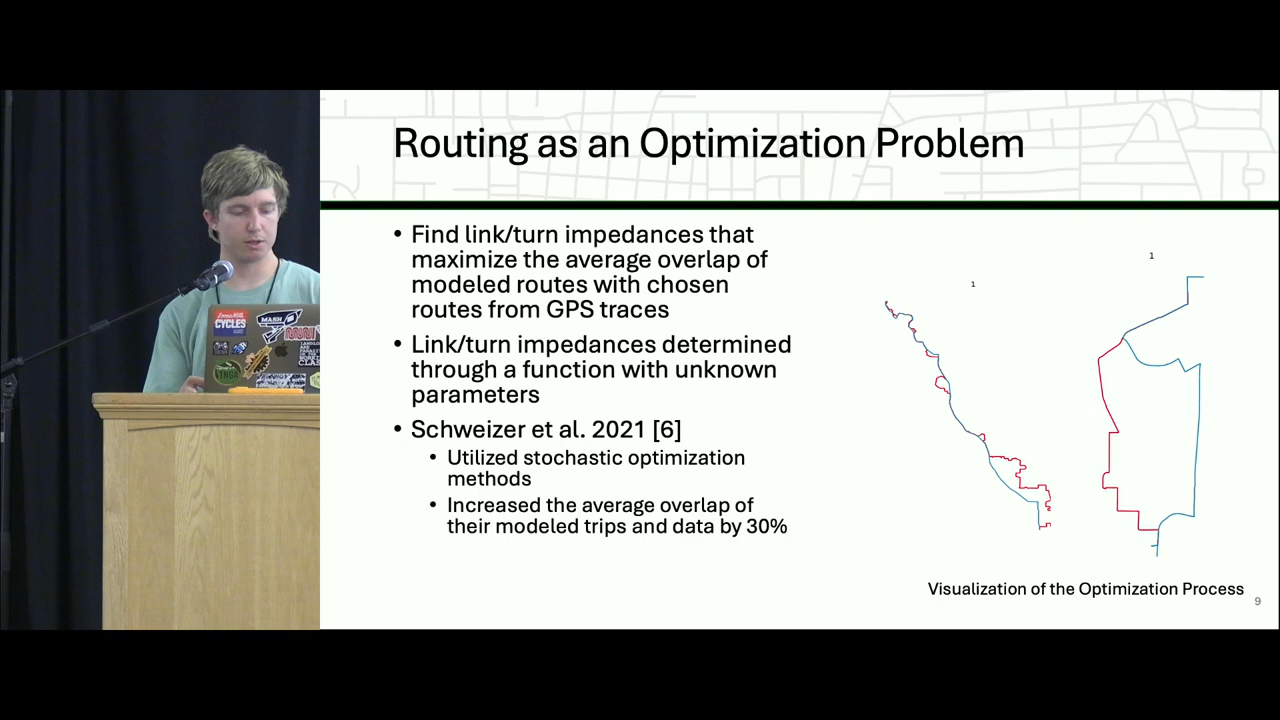 Routing as an Optimization Problem
• Find link/turn impedances that
maximize the average overlap of
modeled routes with chosen
routes from GPS traces
• Link/turn impedances determined
through a function with unknown
parameters
• Schweizer et al. 2021 [6]
• Utilized stochastic optimization
methods
• Increased the average overlap of
their modeled trips and data by 30%
1
1
Visualization of the Optimization Process
9
CYCLES
MASH